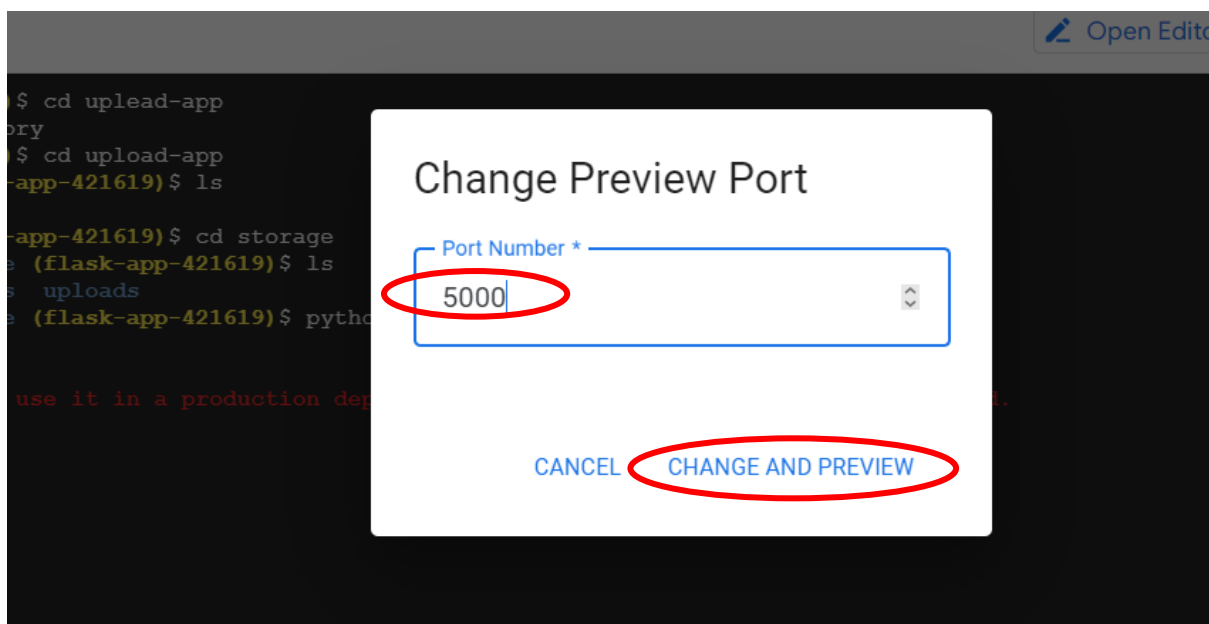 Open Edito
)$ cd uplead-app
ory
)$ cd upload-app
-app-421619)$ ls
-app-421619)$ cd storage
e (flask-app-421619)$ ls
s uploads
e (flask-app-421619)$ pytho
use it in a production dep
d.
Change Preview Port
Port Number *
5000
CANCEL
CHANGE AND PREVIEW